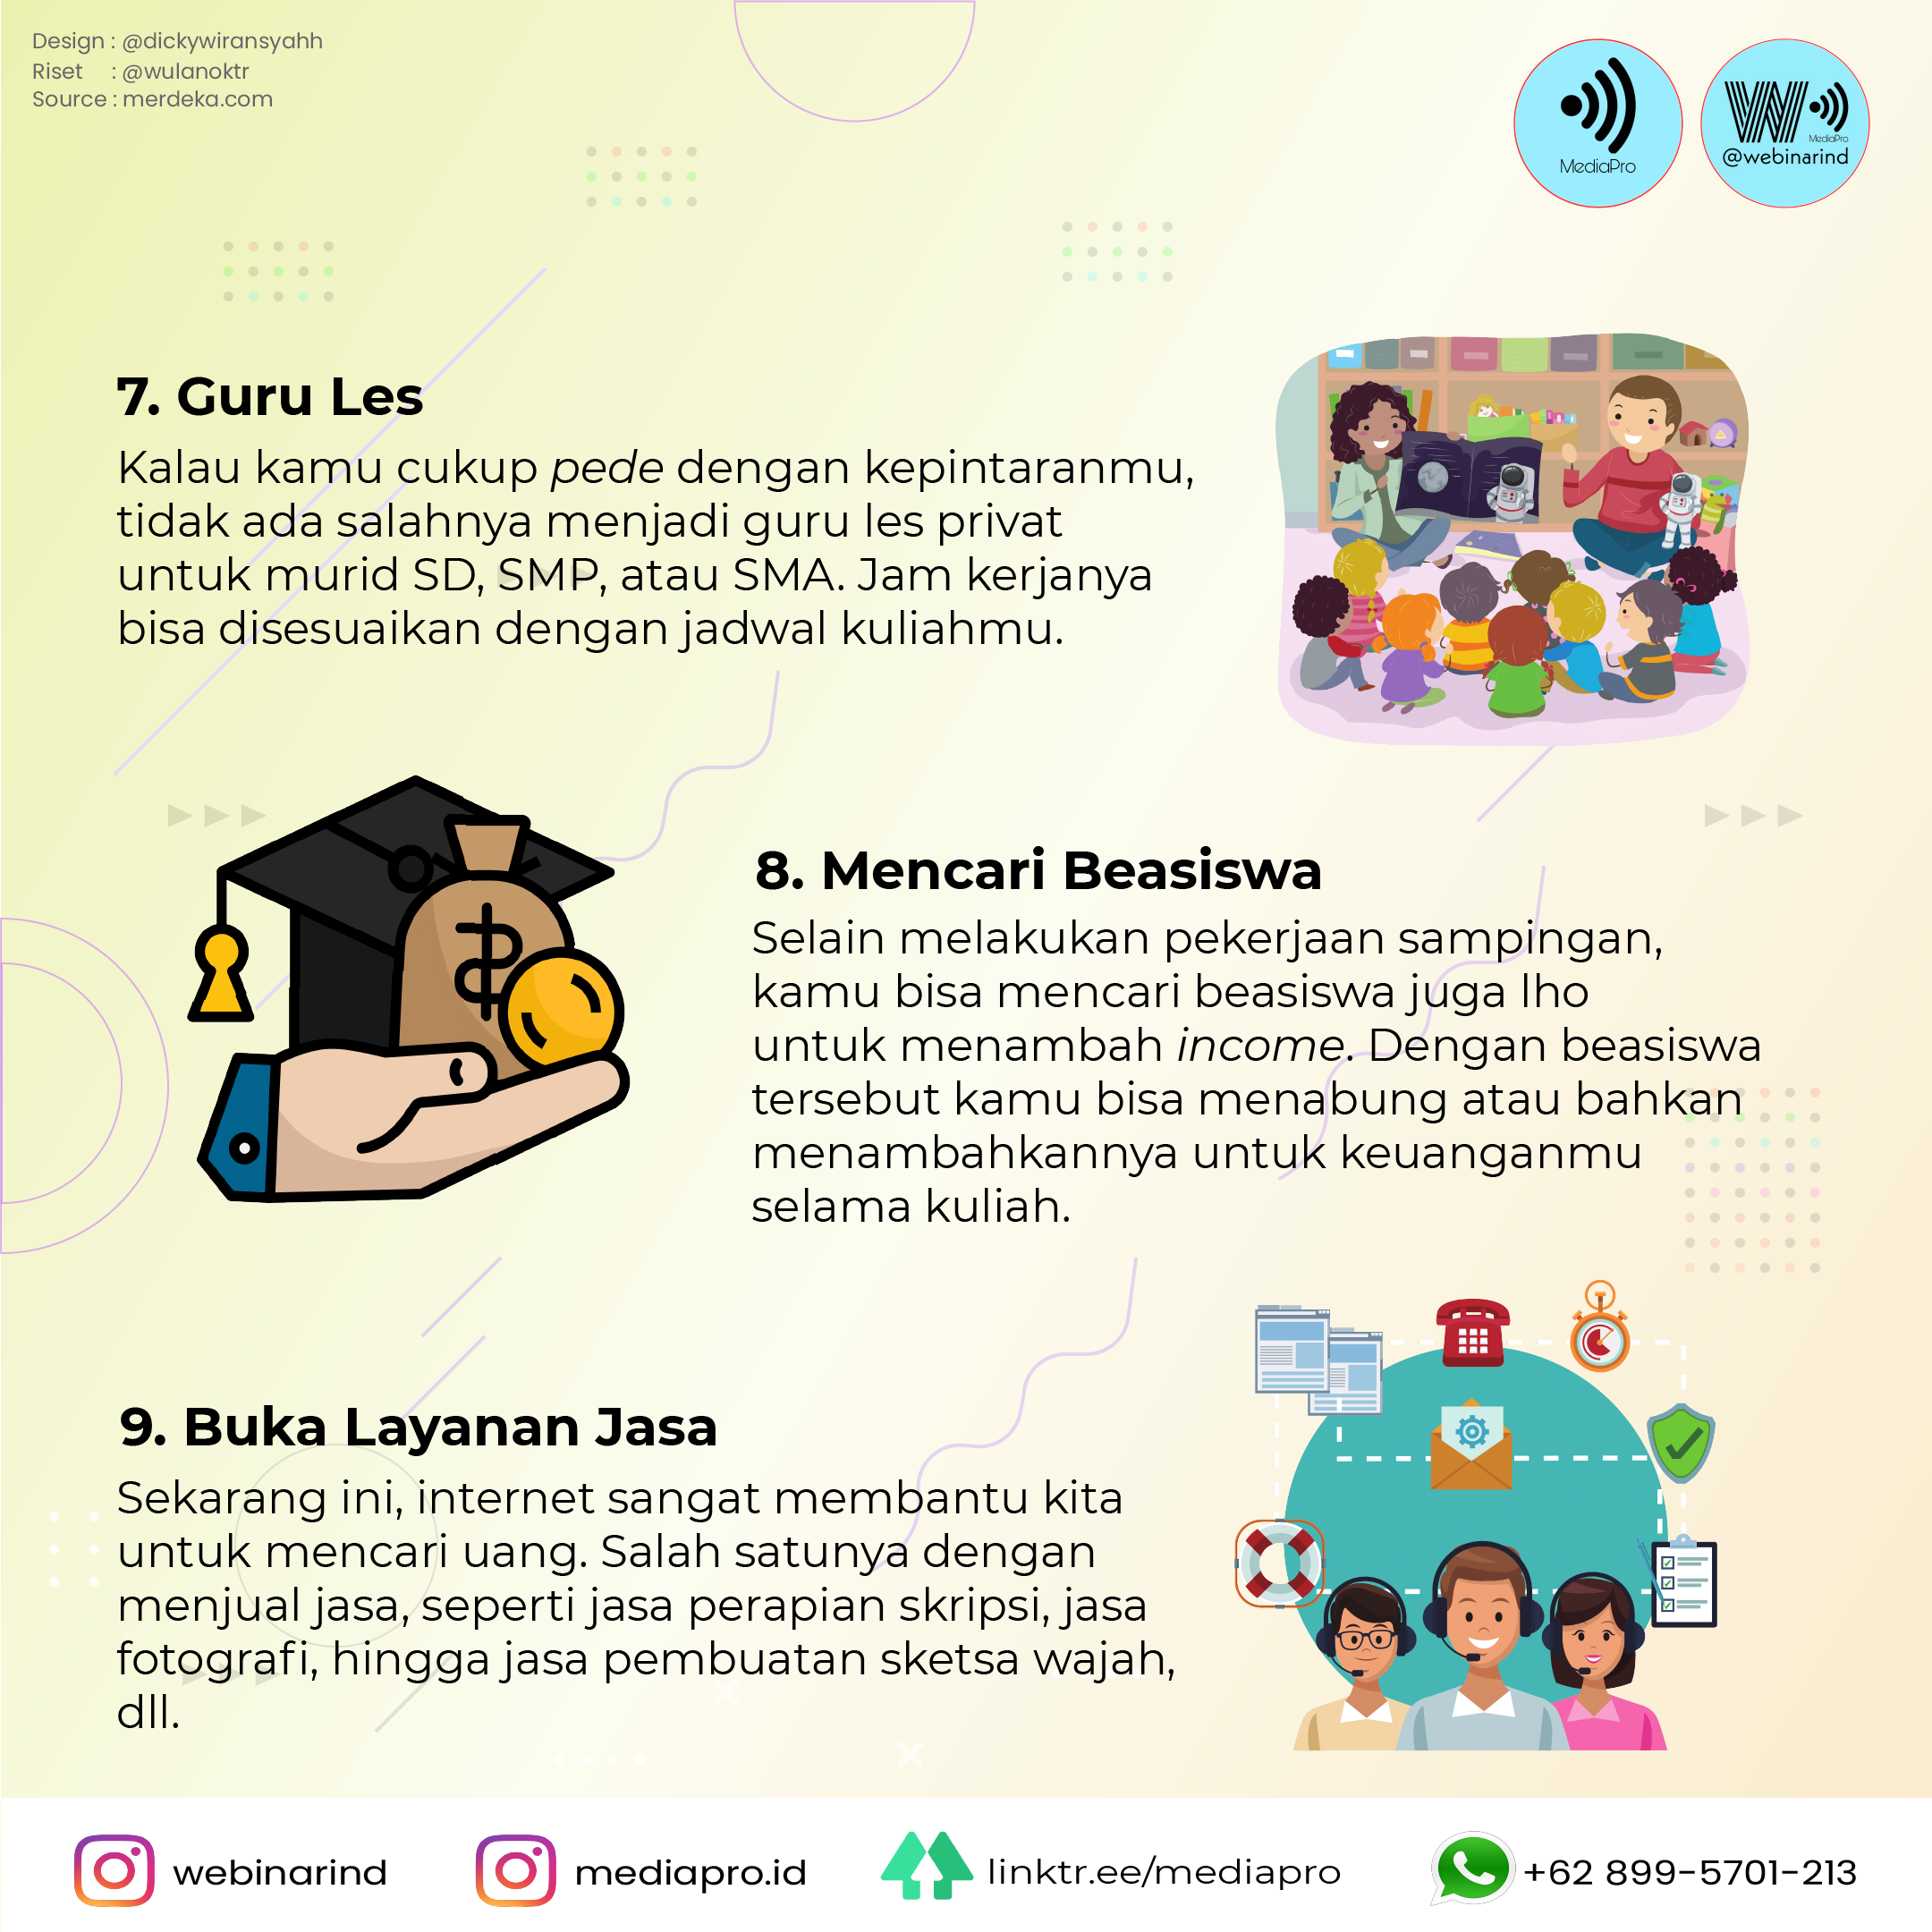 Design : @dickywiransyahh
Riset : @wulanoktr
Source : merdeka.com
MediaPro
MediaPro
@webinarind
7. Guru Les
Kalau kamu cukup pede dengan kepintaranmu,
tidak ada salahnya menjadi guru les privat
untuk murid SD, SMP, atau SMA. Jam kerjanya
bisa disesuaikan dengan jadwal kuliahmu.
8. Mencari Beasiswa
Selain melakukan pekerjaan sampingan,
kamu bisa mencari beasiswa juga lho
untuk menambah income. Dengan beasiswa
tersebut kamu bisa menabung atau bahkan
menambahkannya untuk keuanganmu
selama kuliah.
9. Buka Layanan Jasa
Sekarang ini, internet sangat membantu kita
untuk mencari uang. Salah satunya dengan
menjual jasa, seperti jasa perapian skripsi, jasa
fotografi, hingga jasa pembuatan sketsa wajah,
dll.
webinarind
mediapro.id
linktr.ee/mediapro
+62 899-5701-213